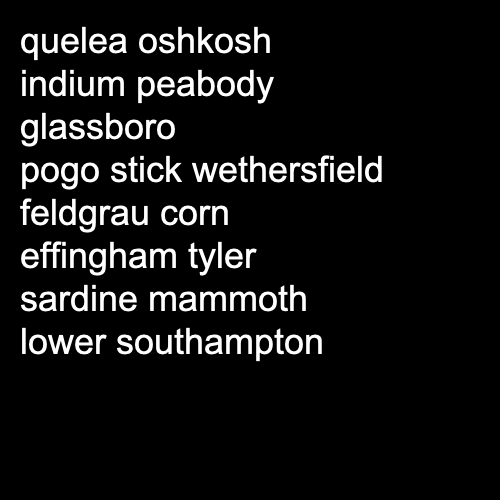 quelea oshkosh
indium peabody
glassboro
pogo stick wethersfield
feldgrau corn
effingham tyler
sardine mammoth
lower southampton